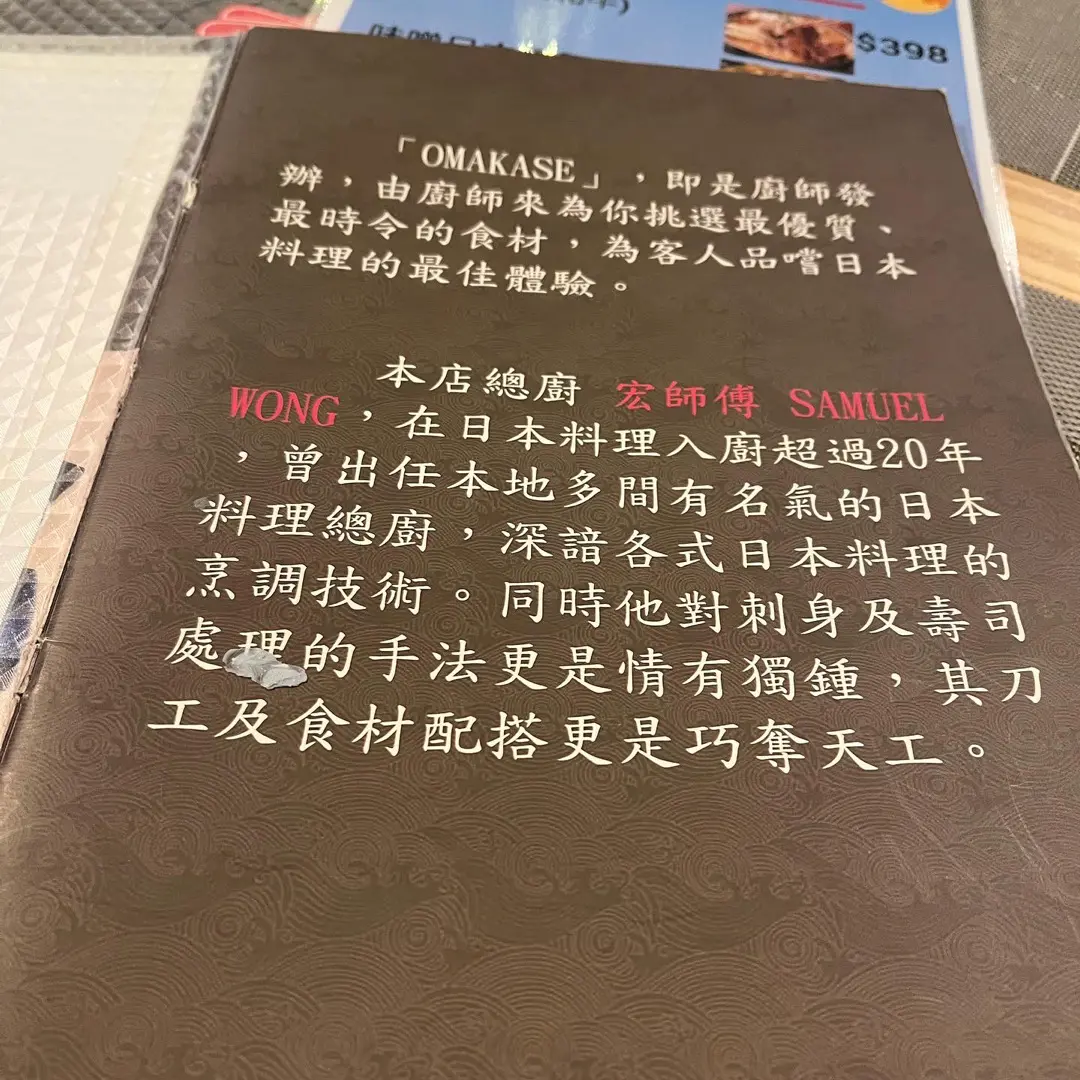 $398
「OMAKASE」，即是廚師發
辦，由廚師來為你挑選最優質、
最時令的食材，為客人品嚐日本
料理的最佳體驗。
本店總廚 宏師傅 SAMUEL
WONG，在日本料理入廚超過20年
，曾出任本地多間有名氣的日本
料理總廚，深諳各式日本料理的
烹調技術。同時他對刺身及壽司
處理的手法更是情有獨鍾，其刀
工及食材配搭更是巧奪天工。